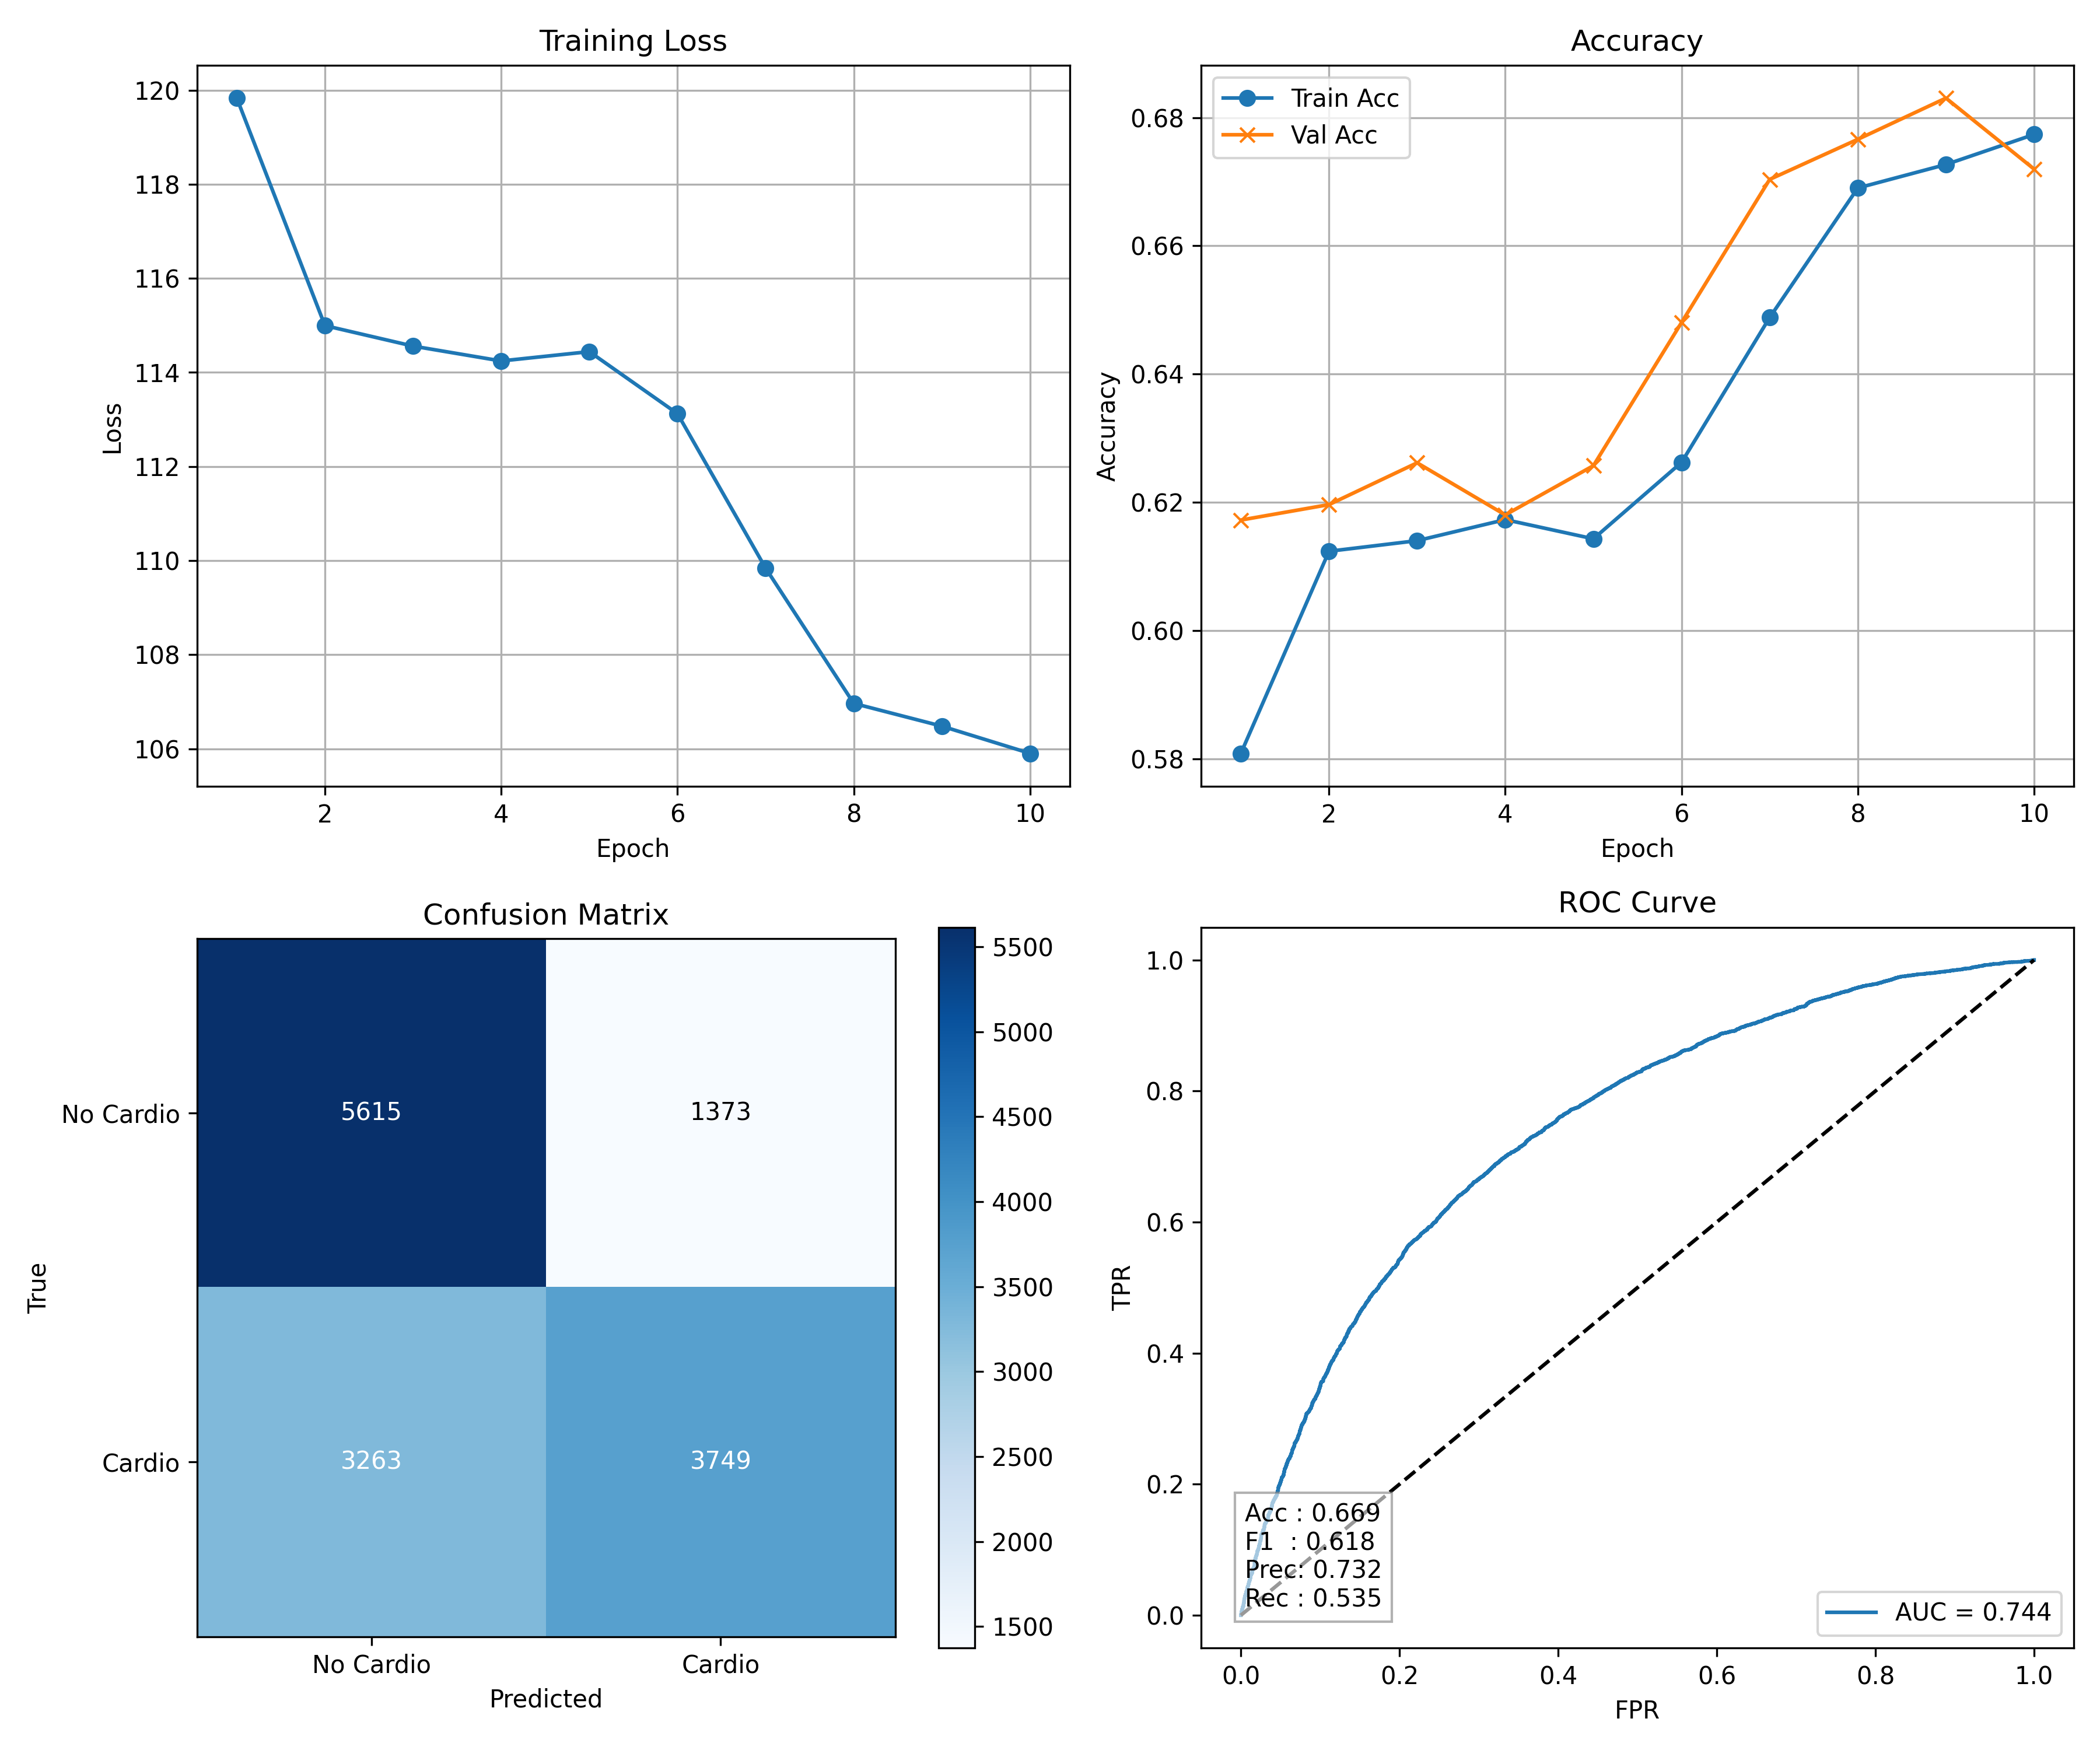 Training Loss
120
118
116
114
112
110
108
106
Loss
2 4 6 8 10
Epoch
Accuracy
Train Acc
Val Acc
0.68
0.66
0.64
0.62
0.60
0.58
Accuracy
2 4 6 8 10
Epoch
Confusion Matrix
No Cardio
Cardio
True
5615 1373
3263 3749
No Cardio Cardio
Predicted
5500
5000
4500
4000
3500
3000
2500
2000
1500
ROC Curve
1.0
0.8
0.6
0.4
0.2
0.0
TPR
Acc : 0.669
F1 : 0.618
Prec: 0.732
Rec : 0.535
AUC = 0.744
0.0 0.2 0.4 0.6 0.8 1.0
FPR